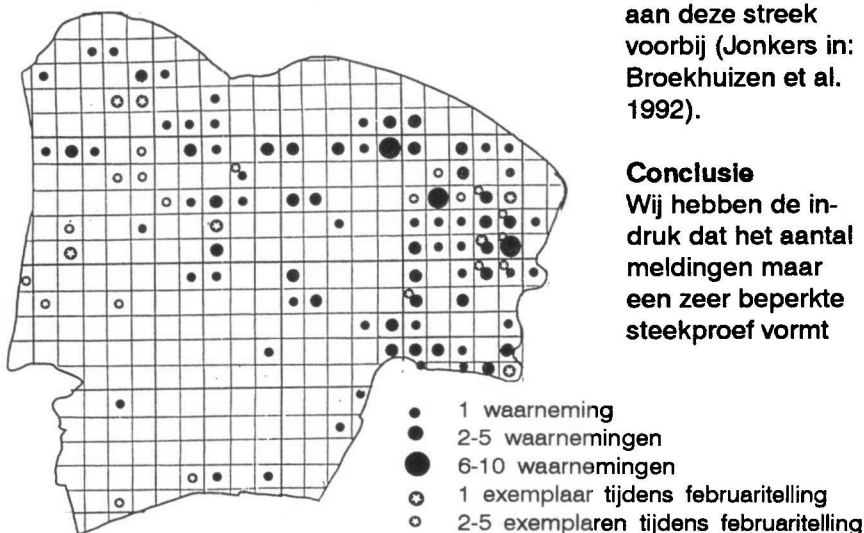 aan deze streek
voorbij (Jonkers in:
Broekhuizen et al.
1992).
Conclusie
Wij hebben de in-
druk dat het aantal
meldingen maar
een zeer beperkte
steekproef vormt
1 waarneming
2-5 waarnemingen
6-10 waarnemingen
1 exemplaar tijdens februaritelling
2-5 exemplaren tijdens februaritelling